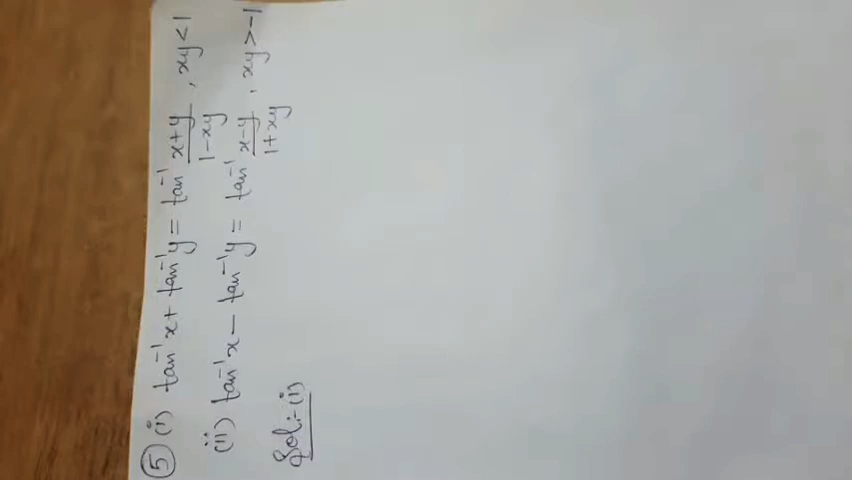 ⑤ (i) tan⁻¹x + tan⁻¹y = tan⁻¹ (x+y)/(1-xy) , xy < 1
(ii) tan⁻¹x - tan⁻¹y = tan⁻¹ (x-y)/(1+xy) , xy > -1
Sol:- (i)